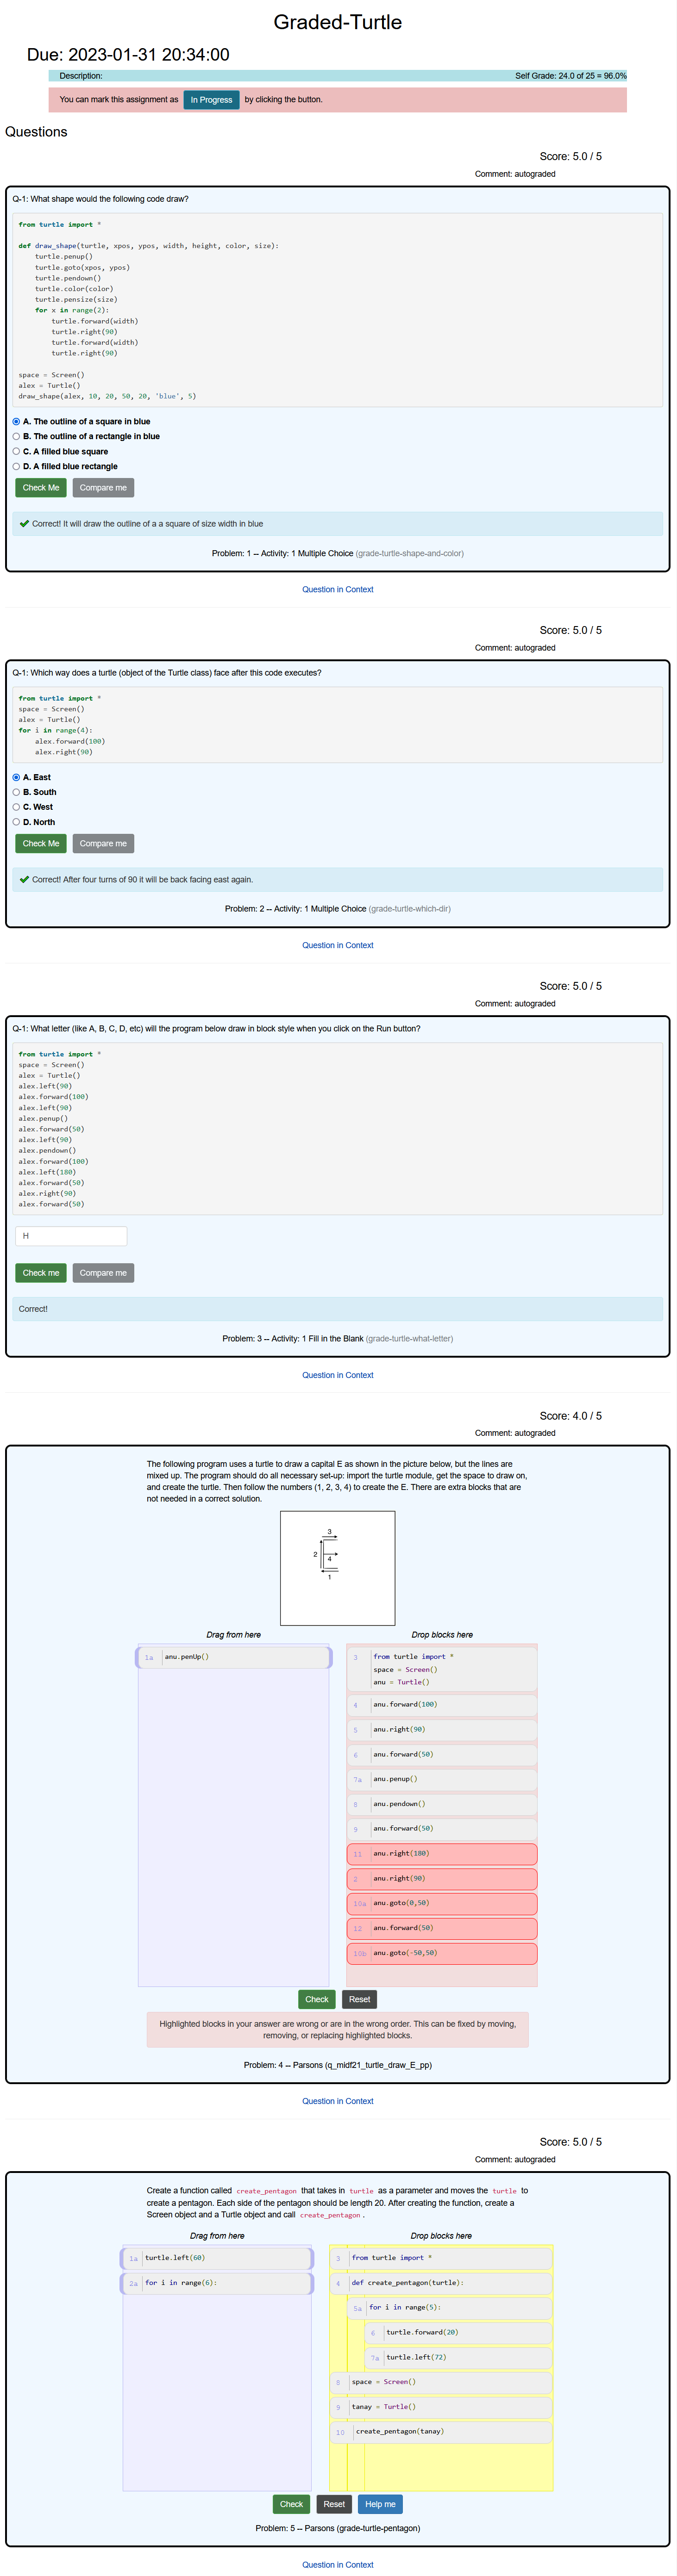 Graded-Turtle
Due: 2023-01-31 20:34:00
Description: Self Grade: 24.0 of 25 = 96.0%
You can mark this assignment as In Progress by clicking the button.
Questions
Score: 5.0 / 5
Comment: autograded
Q-1: What shape would the following code draw?
from turtle import *
def draw_shape(turtle, xpos, ypos, width, height, color, size):
    turtle.penup()
    turtle.goto(xpos, ypos)
    turtle.pendown()
    turtle.color(color)
    turtle.pensize(size)
    for x in range(2):
        turtle.forward(width)
        turtle.right(90)
        turtle.forward(width)
        turtle.right(90)
space = Screen()
alex = Turtle()
draw_shape(alex, 10, 20, 50, 20, 'blue', 5)
A. The outline of a square in blue
B. The outline of a rectangle in blue
C. A filled blue square
D. A filled blue rectangle
Check Me Compare me
Correct! It will draw the outline of a a square of size width in blue
Problem: 1 -- Activity: 1 Multiple Choice (grade-turtle-shape-and-color)
Question in Context
Score: 5.0 / 5
Comment: autograded
Q-1: Which way does a turtle (object of the Turtle class) face after this code executes?
from turtle import *
space = Screen()
alex = Turtle()
for i in range(4):
    alex.forward(100)
    alex.right(90)
A. East
B. South
C. West
D. North
Check Me Compare me
Correct! After four turns of 90 it will be back facing east again.
Problem: 2 -- Activity: 1 Multiple Choice (grade-turtle-which-dir)
Question in Context
Score: 5.0 / 5
Comment: autograded
Q-1: What letter (like A, B, C, D, etc) will the program below draw in block style when you click on the Run button?
from turtle import *
space = Screen()
alex = Turtle()
alex.left(90)
alex.forward(100)
alex.left(90)
alex.penup()
alex.forward(50)
alex.left(90)
alex.pendown()
alex.forward(100)
alex.left(180)
alex.forward(50)
alex.right(90)
alex.forward(50)
H
Check me Compare me
Correct!
Problem: 3 -- Activity: 1 Fill in the Blank (grade-turtle-what-letter)
Question in Context
Score: 4.0 / 5
Comment: autograded
The following program uses a turtle to draw a capital E as shown in the picture below, but the lines are
mixed up. The program should do all necessary set-up: import the turtle module, get the space to draw on,
and create the turtle. Then follow the numbers (1, 2, 3, 4) to create the E. There are extra blocks that are
not needed in a correct solution.
3
2
4
1
Drag from here Drop blocks here
1a anu.penUp()
3 from turtle import *
space = Screen()
anu = Turtle()
4 anu.forward(100)
5 anu.right(90)
6 anu.forward(50)
7a anu.penup()
8 anu.pendown()
9 anu.forward(50)
11 anu.right(180)
2 anu.right(90)
10a anu.goto(0,50)
12 anu.forward(50)
10b anu.goto(-50,50)
Check Reset
Highlighted blocks in your answer are wrong or are in the wrong order. This can be fixed by moving,
removing, or replacing highlighted blocks.
Problem: 4 -- Parsons (q_midf21_turtle_draw_E_pp)
Question in Context
Score: 5.0 / 5
Comment: autograded
Create a function called create_pentagon that takes in turtle as a parameter and moves the turtle to
create a pentagon. Each side of the pentagon should be length 20. After creating the function, create a
Screen object and a Turtle object and call create_pentagon .
Drag from here Drop blocks here
1a turtle.left(60)
2a for i in range(6):
3 from turtle import *
4 def create_pentagon(turtle):
5a for i in range(5):
6 turtle.forward(20)
7a turtle.left(72)
8 space = Screen()
9 tanay = Turtle()
10 create_pentagon(tanay)
Check Reset Help me
Problem: 5 -- Parsons (grade-turtle-pentagon)
Question in Context